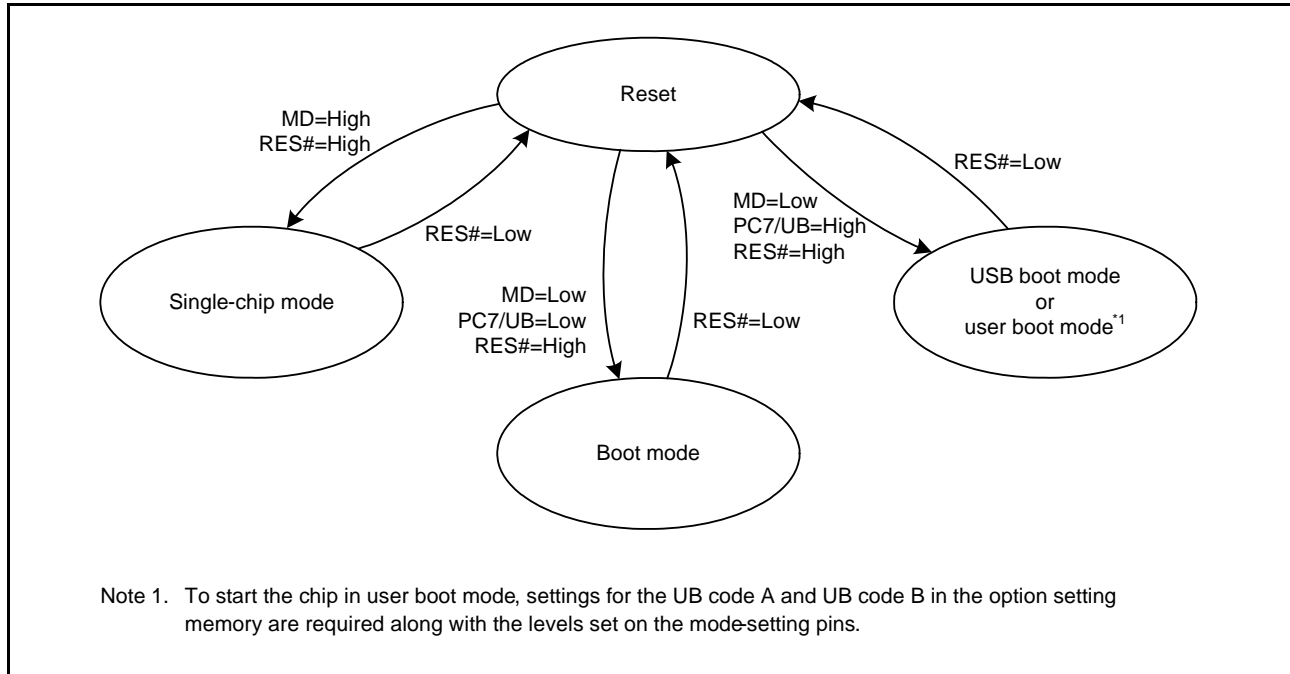 Reset
MD=High
RES#=High
RES#=Low
RES#=Low
MD=Low
PC7/UB=High
RES#=High
Single-chip mode
USB boot mode
or
user boot mode*1
MD=Low
PC7/UB=Low
RES#=High
RES#=Low
Boot mode
Note 1. To start the chip in user boot mode, settings for the UB code A and UB code B in the option setting
memory are required along with the levels set on the mode-setting pins.